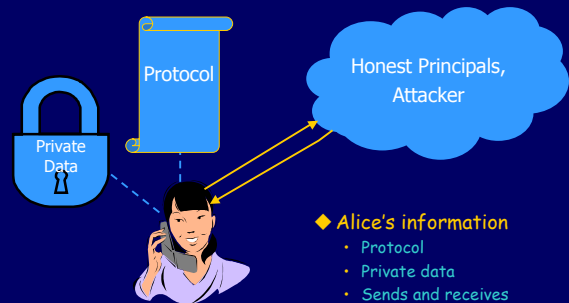 Protocol
Honest Principals,
Attacker
Private
Data
◆ Alice's information
• Protocol
• Private data
• Sends and receives